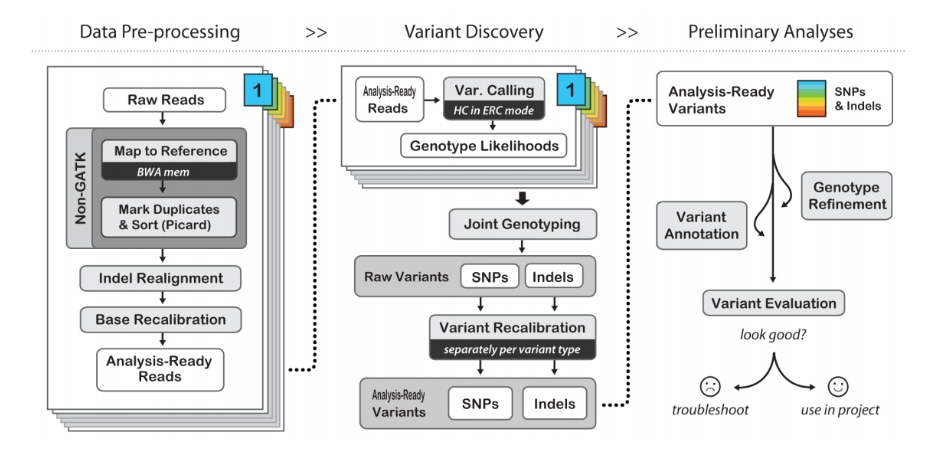 Data Pre-processing >> Variant Discovery >> Preliminary Analyses
1
Raw Reads
Non-GATK
Map to Reference
BWA mem
Mark Duplicates
& Sort (Picard)
Indel Realignment
Base Recalibration
Analysis-Ready
Reads
Analysis-Ready
Reads
Var. Calling
HC in ERC mode
1
Genotype Likelihoods
Joint Genotyping
Raw Variants
SNPs
Indels
Variant Recalibration
separately per variant type
Analysis-Ready
Variants
SNPs
Indels
Analysis-Ready
Variants
SNPs
& Indels
Genotype
Refinement
Variant
Annotation
Variant Evaluation
look good?
troubleshoot
use in project